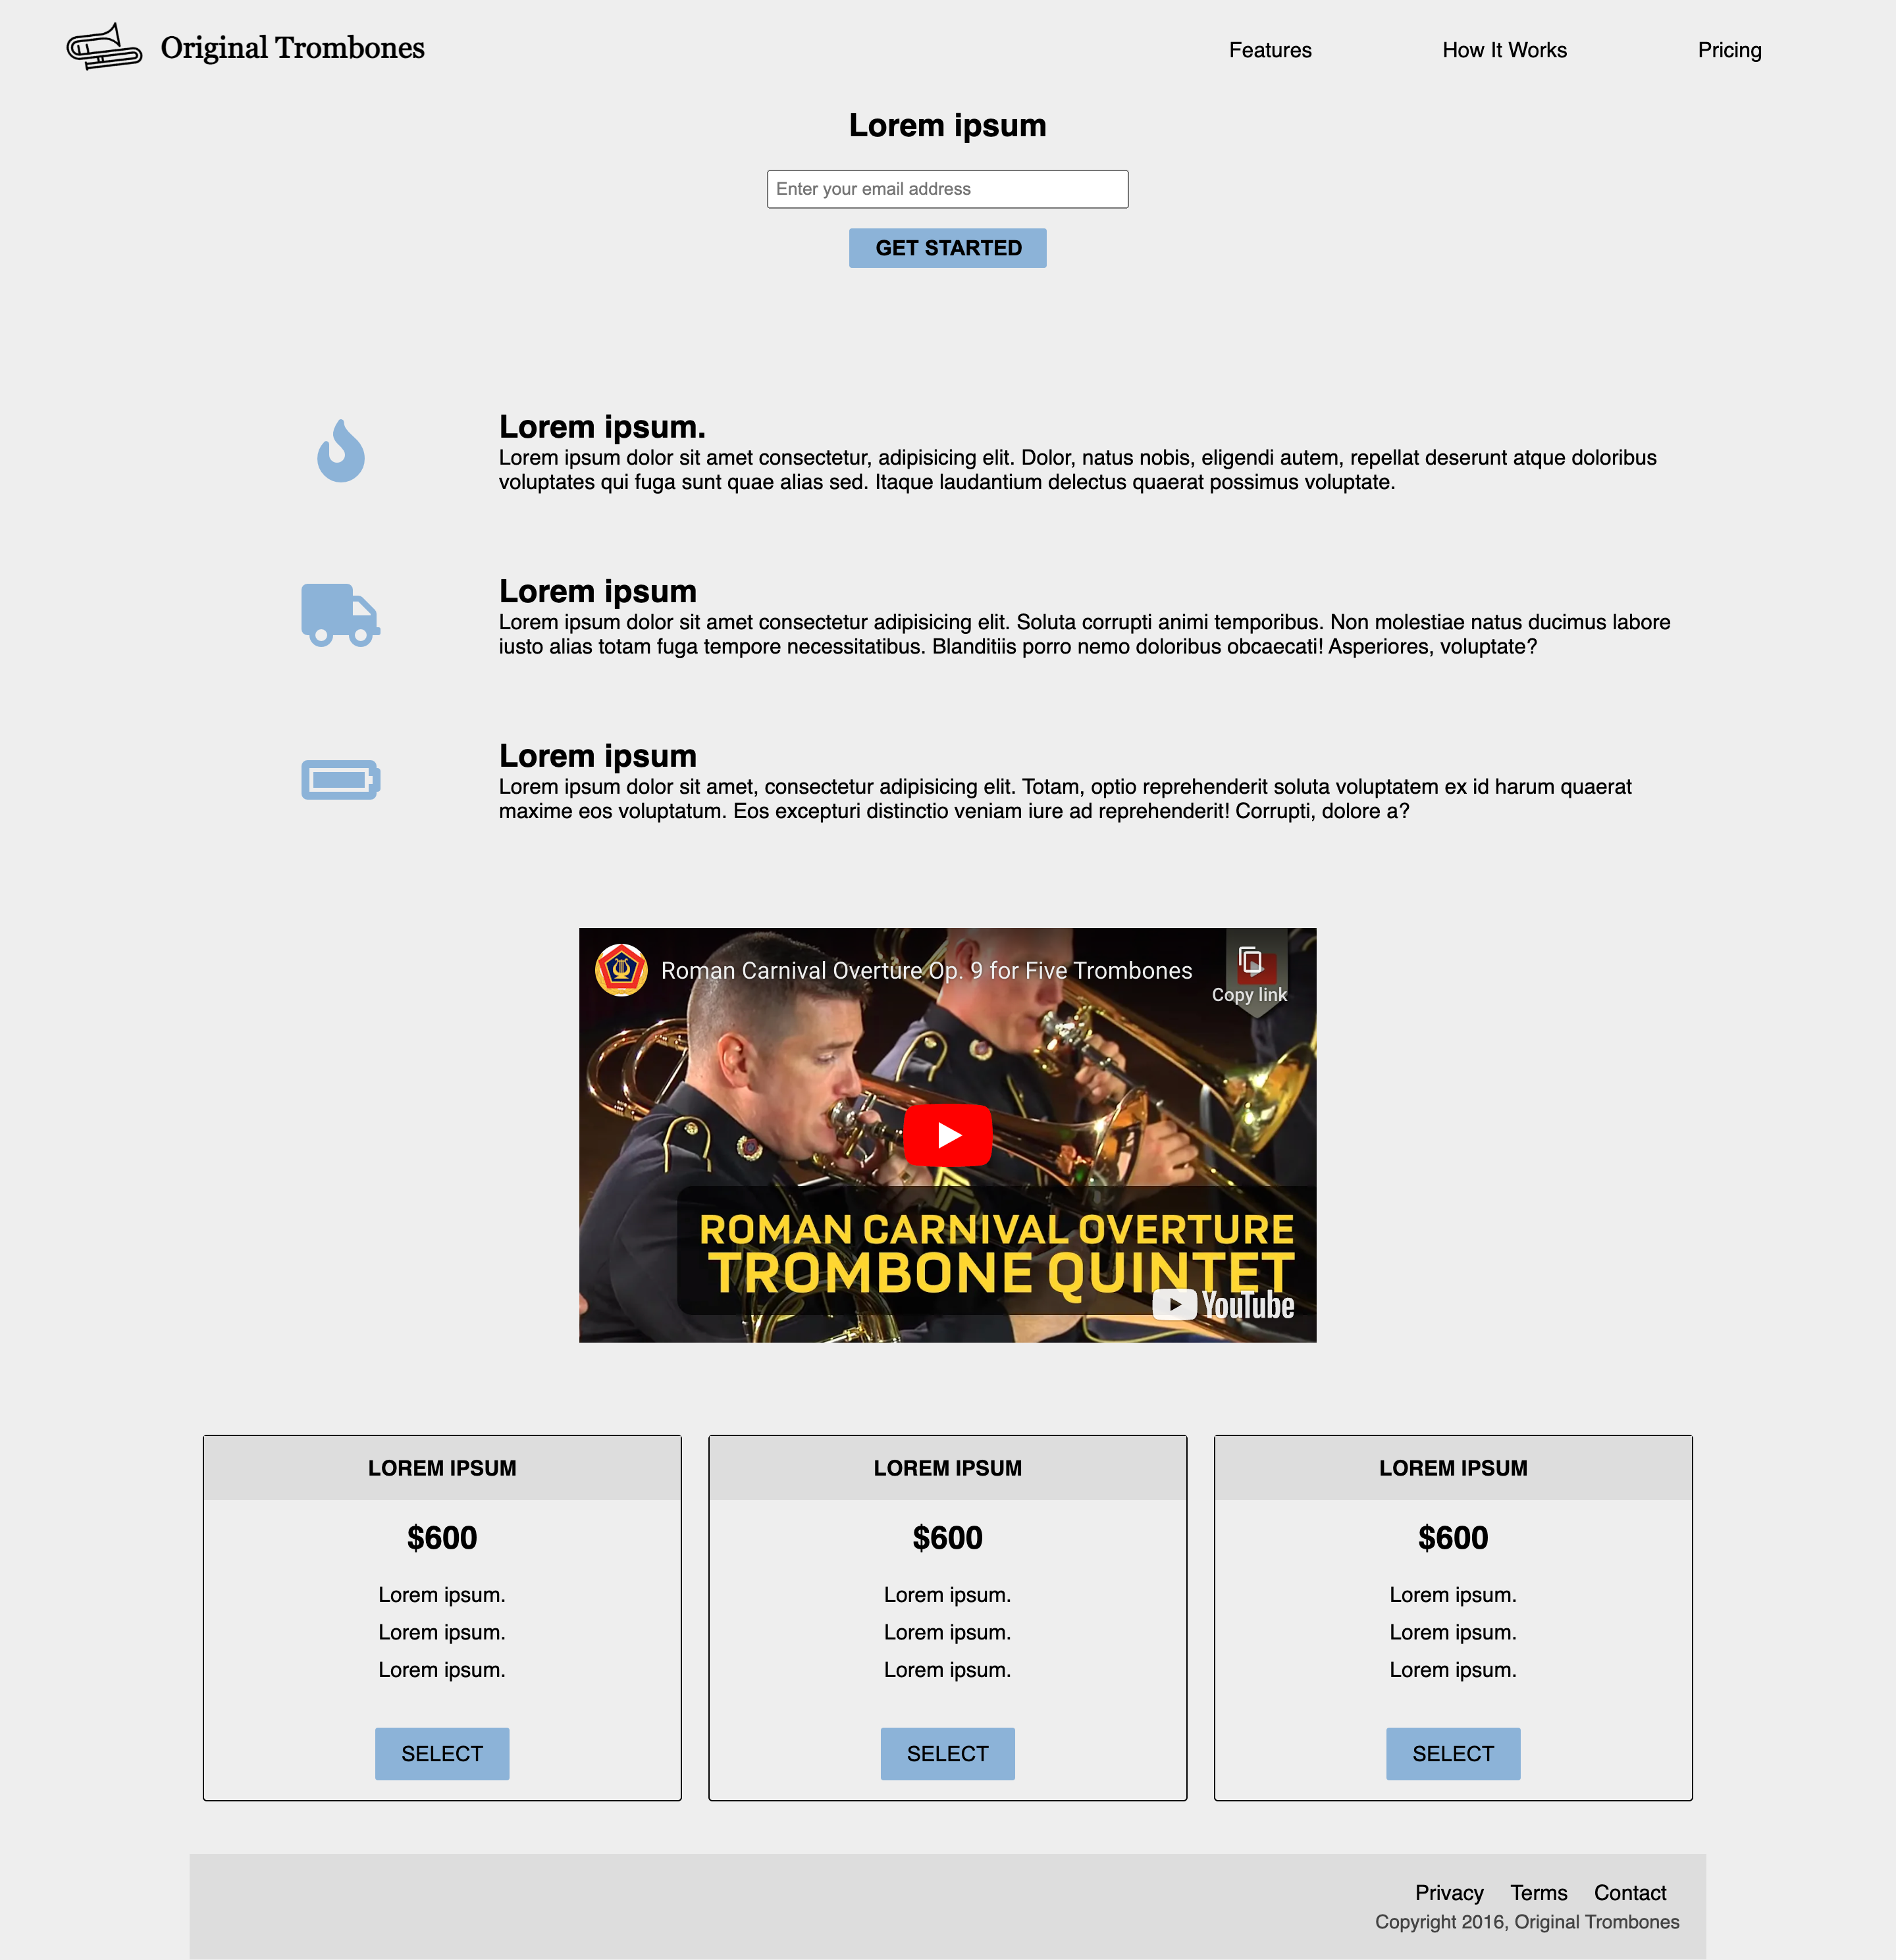 Original Trombones
Features
How It Works
Pricing
Lorem ipsum
Enter your email address
GET STARTED
Lorem ipsum.
Lorem ipsum dolor sit amet consectetur, adipisicing elit. Dolor, natus nobis, eligendi autem, repellat deserunt atque doloribus
voluptates qui fuga sunt quae alias sed. Itaque laudantium delectus quaerat possimus voluptate.
Lorem ipsum
Lorem ipsum dolor sit amet consectetur adipisicing elit. Soluta corrupti animi temporibus. Non molestiae natus ducimus labore
iusto alias totam fuga tempore necessitatibus. Blanditiis porro nemo doloribus obcaecati! Asperiores, voluptate?
Lorem ipsum
Lorem ipsum dolor sit amet, consectetur adipisicing elit. Totam, optio reprehenderit soluta voluptatem ex id harum quaerat
maxime eos voluptatum. Eos excepturi distinctio veniam iure ad reprehenderit! Corrupti, dolore a?
Roman Carnival Overture Op. 9 for Five Trombones
Copy link
ROMAN CARNIVAL OVERTURE
TROMBONE QUINTET
YouTube
LOREM IPSUM
$600
Lorem ipsum.
Lorem ipsum.
Lorem ipsum.
SELECT
LOREM IPSUM
$600
Lorem ipsum.
Lorem ipsum.
Lorem ipsum.
SELECT
LOREM IPSUM
$600
Lorem ipsum.
Lorem ipsum.
Lorem ipsum.
SELECT
Privacy Terms Contact
Copyright 2016, Original Trombones